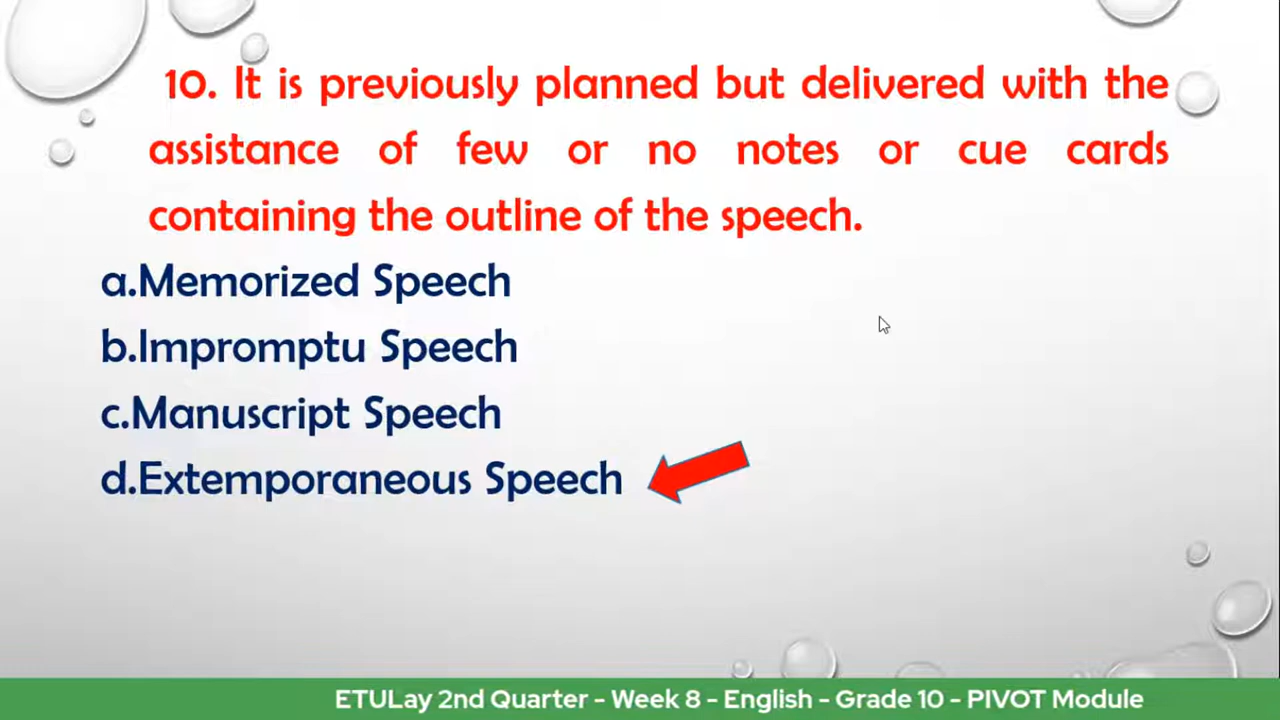 10. It is previously planned but delivered with the
assistance of few or no notes or cue cards
containing the outline of the speech.
a.Memorized Speech
b.Impromptu Speech
c.Manuscript Speech
d.Extemporaneous Speech
ETULay 2nd Quarter - Week 8 - English - Grade 10 - PIVOT Module